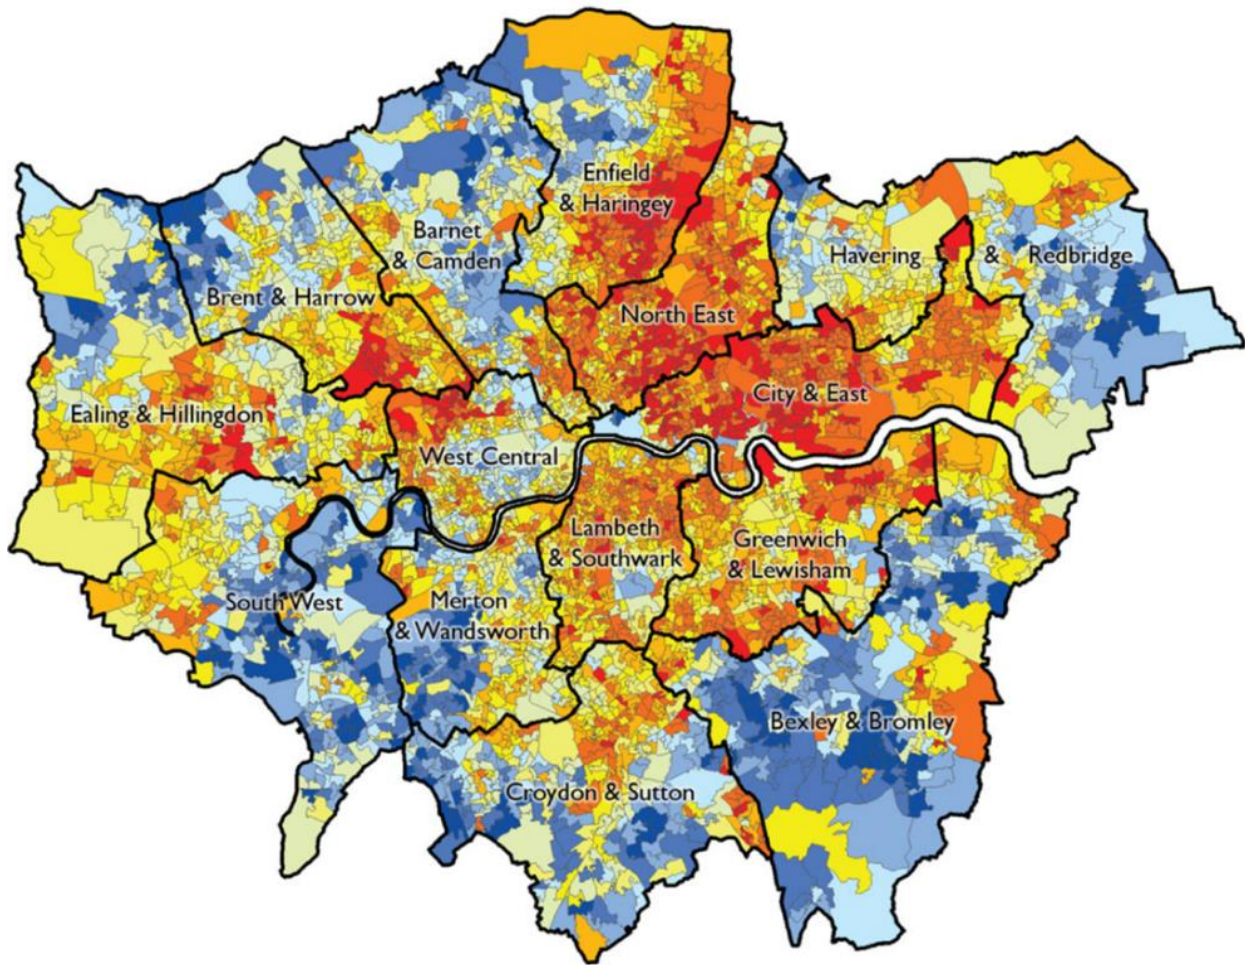 Enfield
& Haringey
Barnet
& Camden
Havering
& Redbridge
Brent & Harrow
North East
City & East
Ealing & Hillingdon
West Central
Lambeth
& Southwark
Greenwich
& Lewisham
South West
Merton
& Wandsworth
Bexley & Bromley
Croydon & Sutton